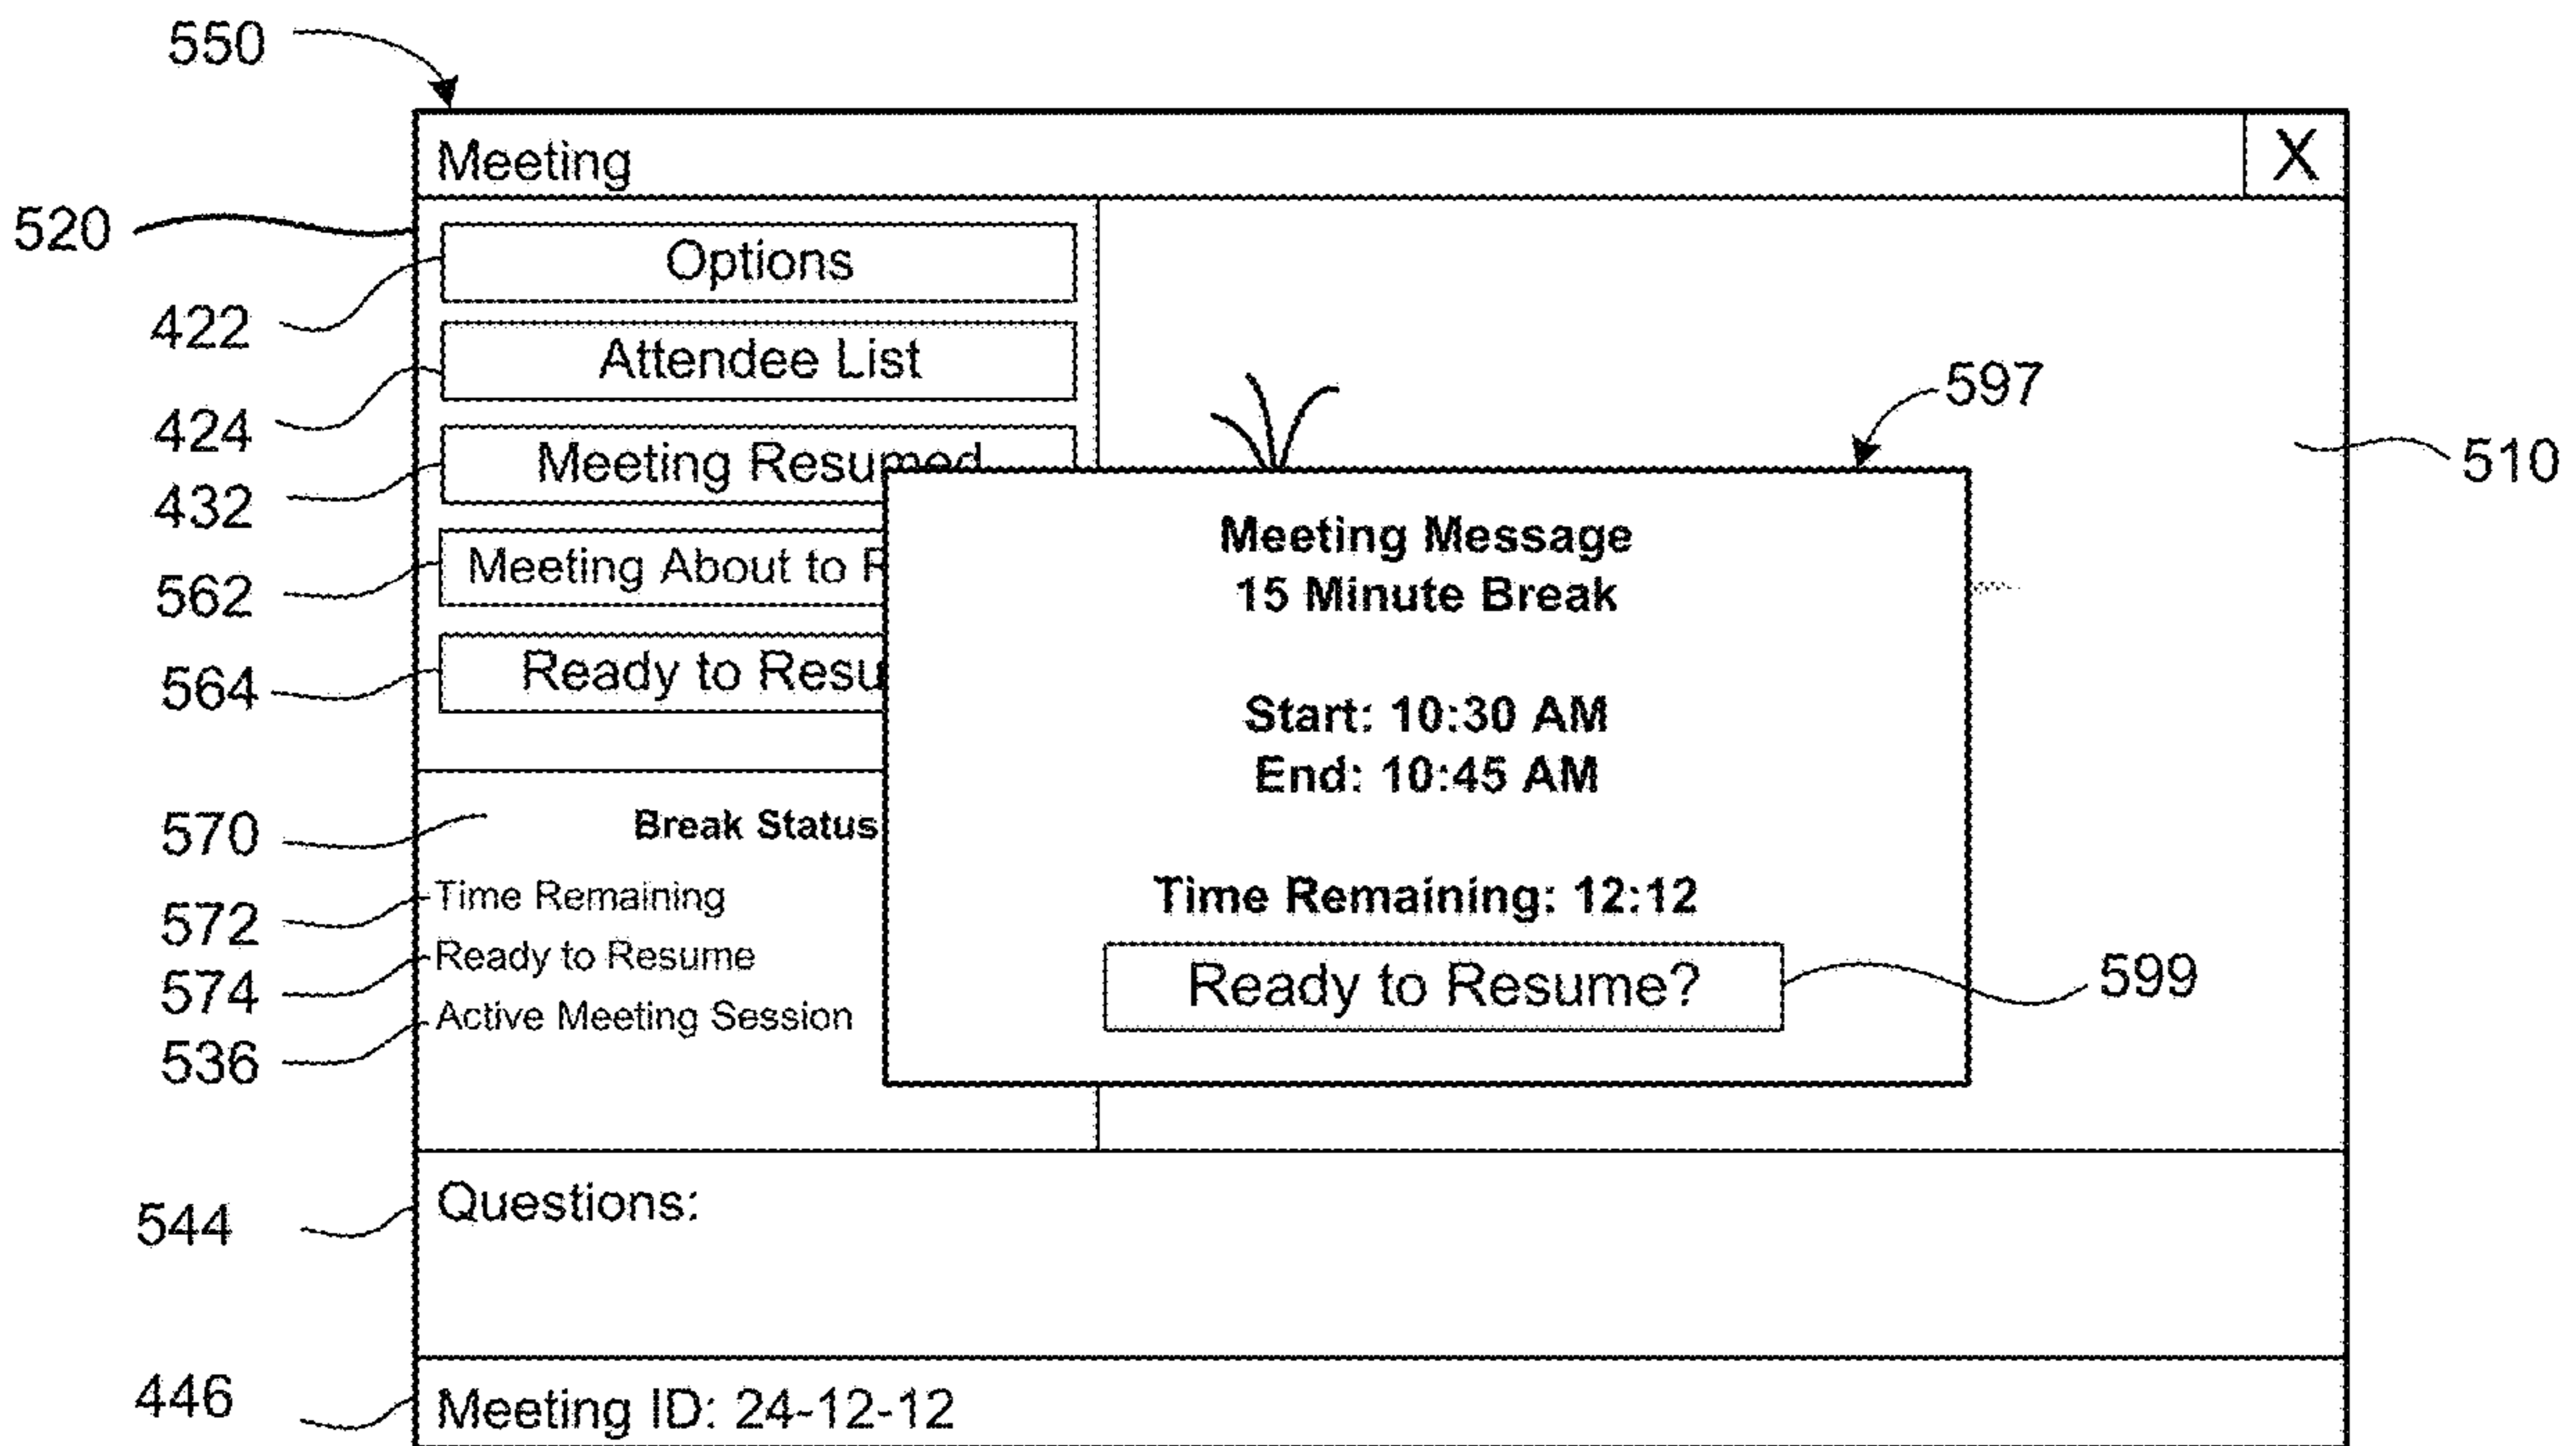 550
Meeting
X
520
Options
422
Attendee List
424
597
Meeting Resumed
432
510
Meeting Message
Meeting About to
562
15 Minute Break
Ready to
564
Start: 10:30 AM
End: 10:45 AM
570
Break Status
Time Remaining
572
Time Remaining: 12:12
Ready to Resume
574
Ready to Resume?
599
Active Meeting Session
536
Questions:
544
446
Meeting ID: 24-12-12